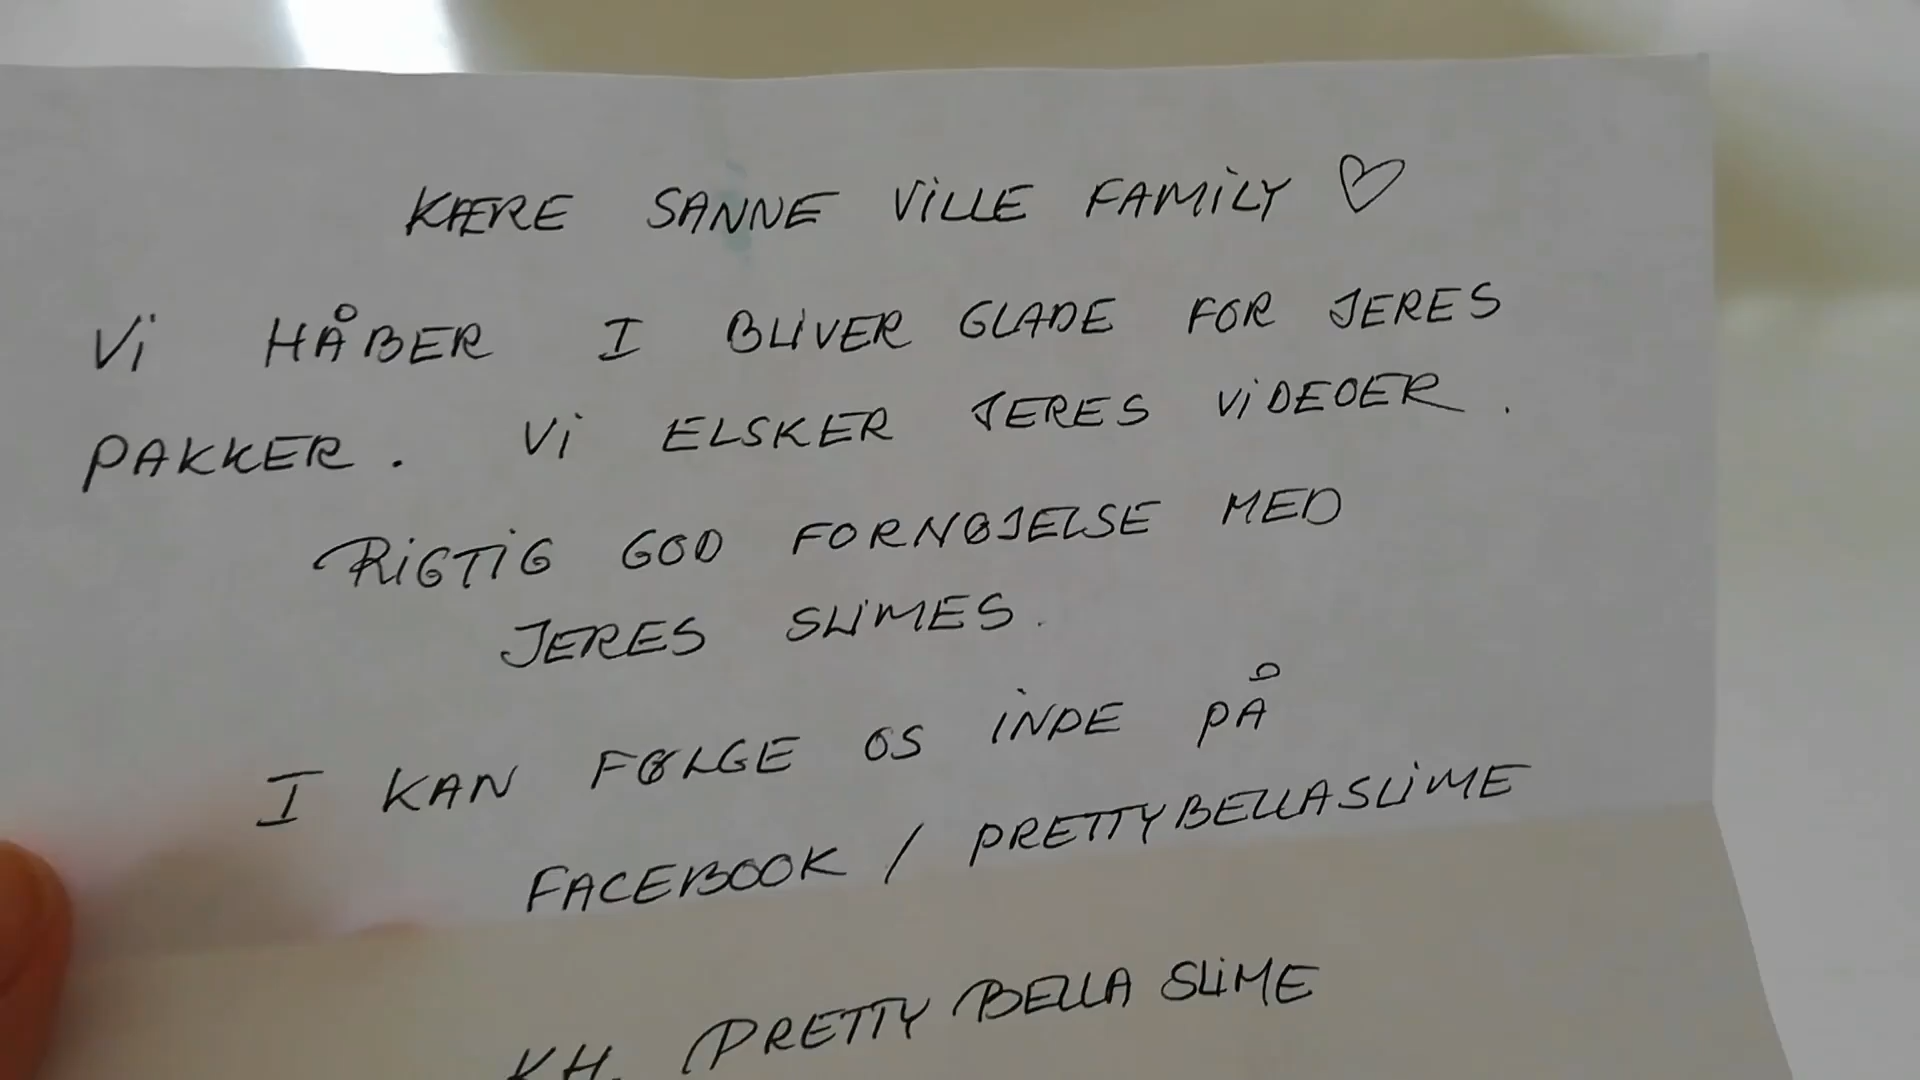 KÆRE SANNE VILLE FAMILY ♡
VI HÅBER I BLIVER GLADE FOR JERES
PAKKER. VI ELSKER JERES VIDEOER.
RIGTIG GOD FORNØJELSE MED
JERES SLIMES.
I KAN FØLGE OS INDE PÅ
FACEBOOK / PRETTYBELLASLIME
KH. PRETTY BELLA SLIME